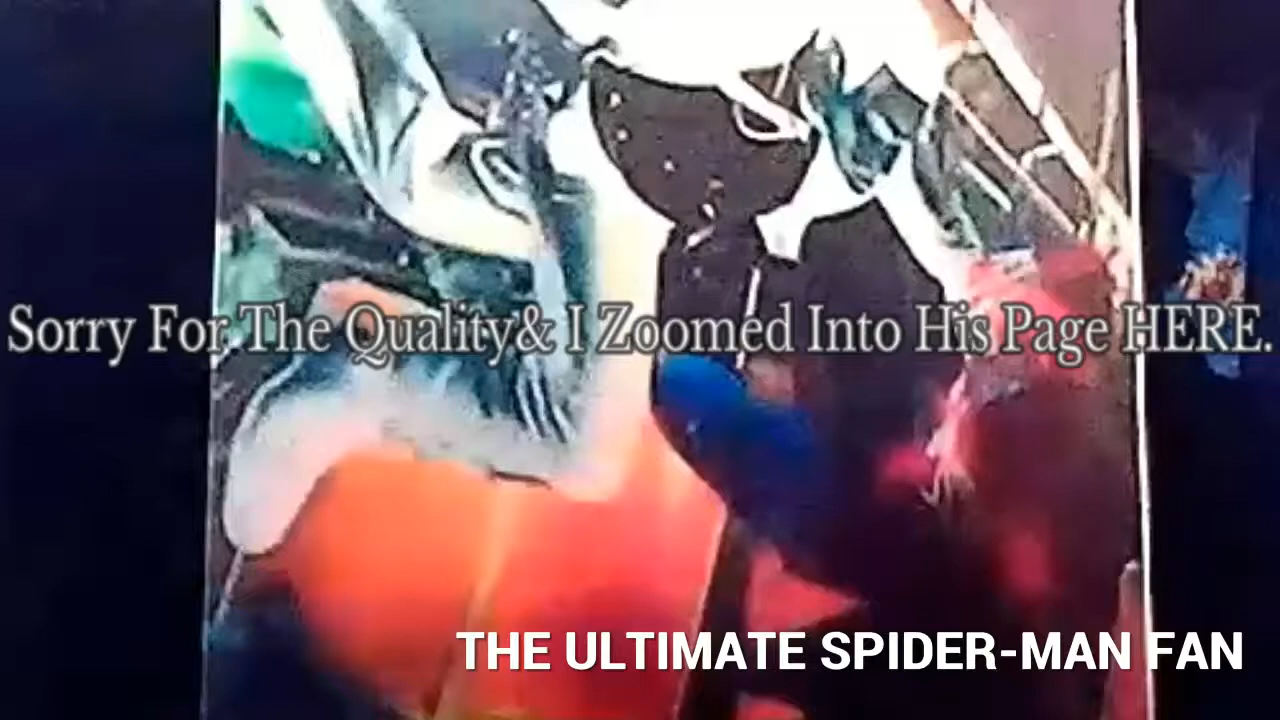 Sorry For The Quality& I Zoomed Into His Page HERE.
THE ULTIMATE SPIDER-MAN FAN